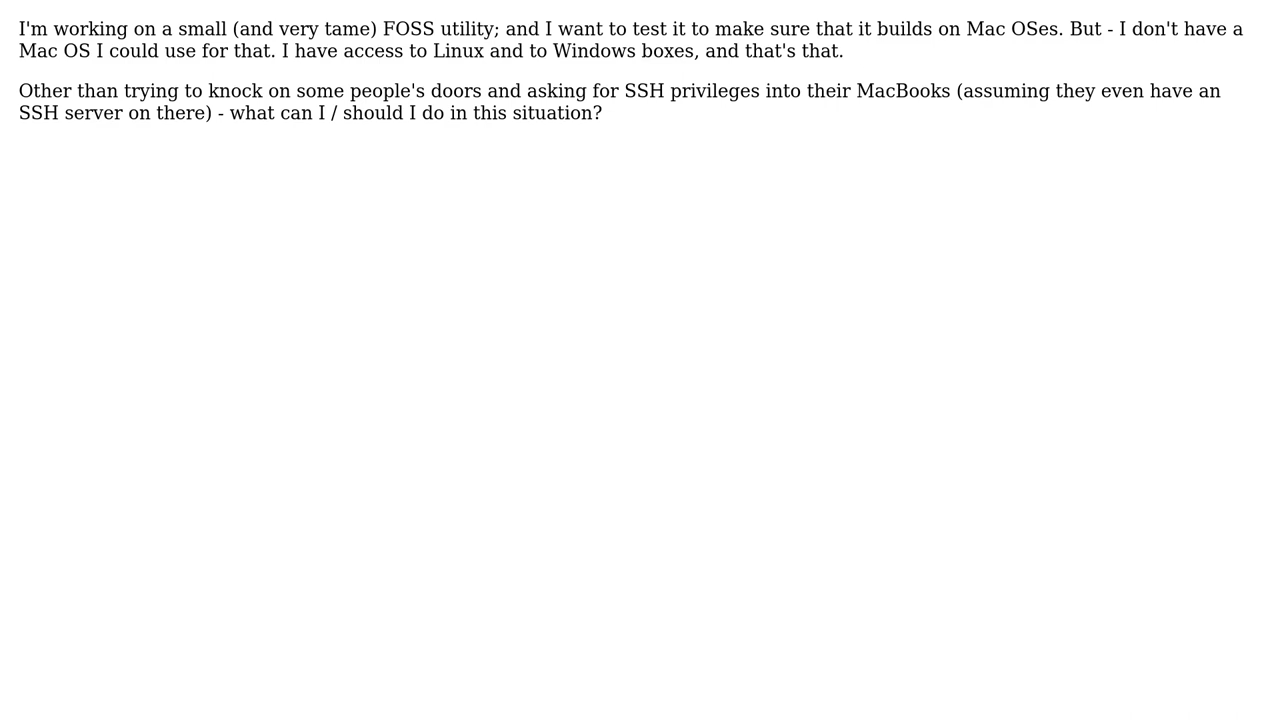 I'm working on a small (and very tame) FOSS utility; and I want to test it to make sure that it builds on Mac OSes. But - I don't have a
Mac OS I could use for that. I have access to Linux and to Windows boxes, and that's that.
Other than trying to knock on some people's doors and asking for SSH privileges into their MacBooks (assuming they even have an
SSH server on there) - what can I / should I do in this situation?